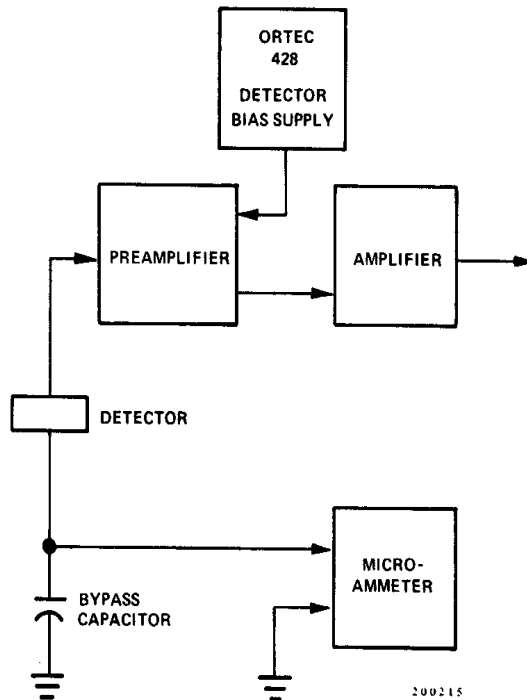 ORTEC
428
DETECTOR
BIAS SUPPLY
PREAMPLIFIER
AMPLIFIER
DETECTOR
BYPASS
CAPACITOR
MICRO-
AMMETER
200215